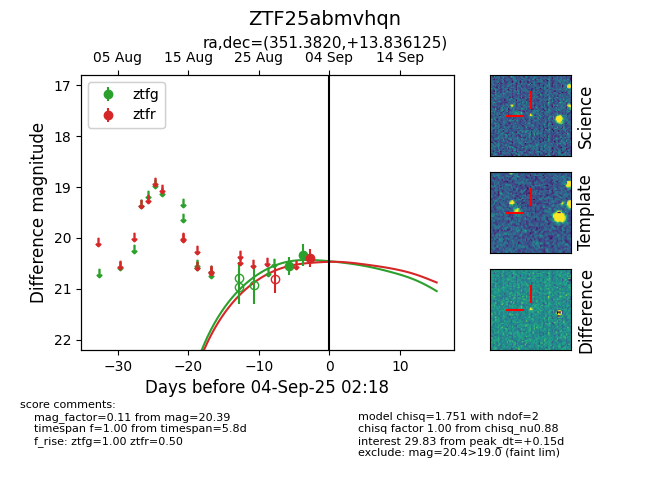 ZTF25abmvhqn
ra,dec=(351.3820,+13.836125)
05 Aug 15 Aug 25 Aug 04 Sep 14 Sep
17
18
19
20
21
22
Difference magnitude
ztfg
ztfr
−30 −20 −10 0 10
Days before 04-Sep-25 02:18
Science
Template
Difference
score comments:
mag_factor=0.11 from mag=20.39
timespan f=1.00 from timespan=5.8d
f_rise: ztfg=1.00 ztfr=0.50
model chisq=1.751 with ndof=2
chisq factor 1.00 from chisq_nu0.88
interest 29.83 from peak_dt=+0.15d
exclude: mag=20.4>19.0 (faint lim)